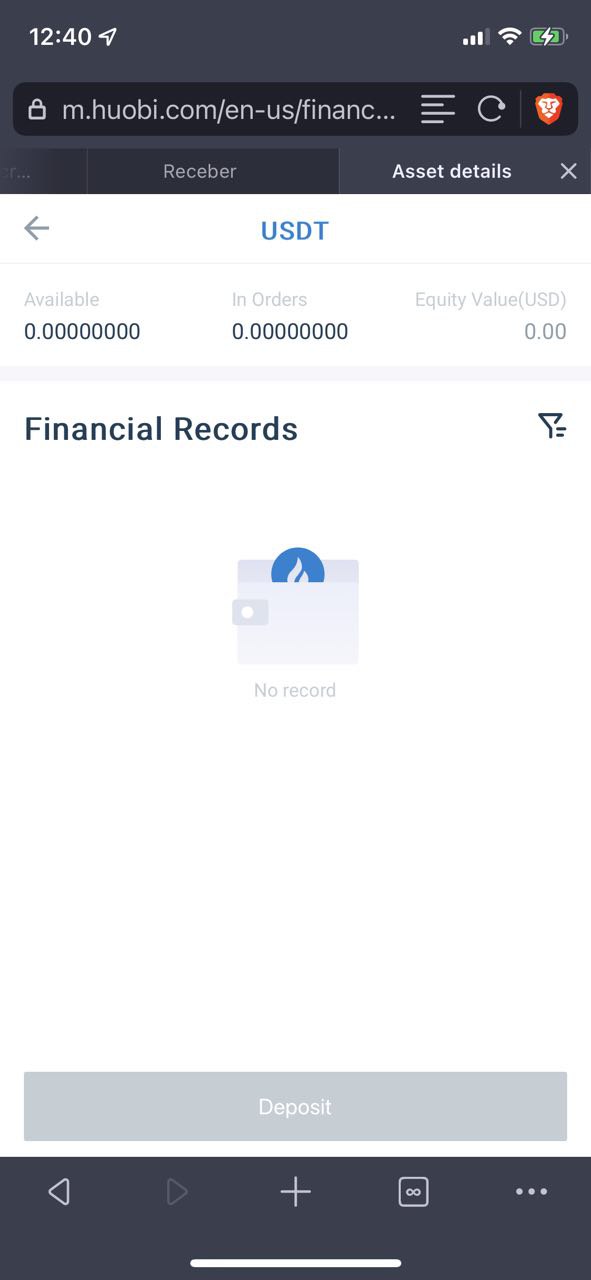 12:40
m.huobi.com/en-us/financ...
cr...
Receber
Asset details
USDT
Available
In Orders
Equity Value(USD)
0.00000000
0.00000000
0.00
Financial Records
No record
Deposit